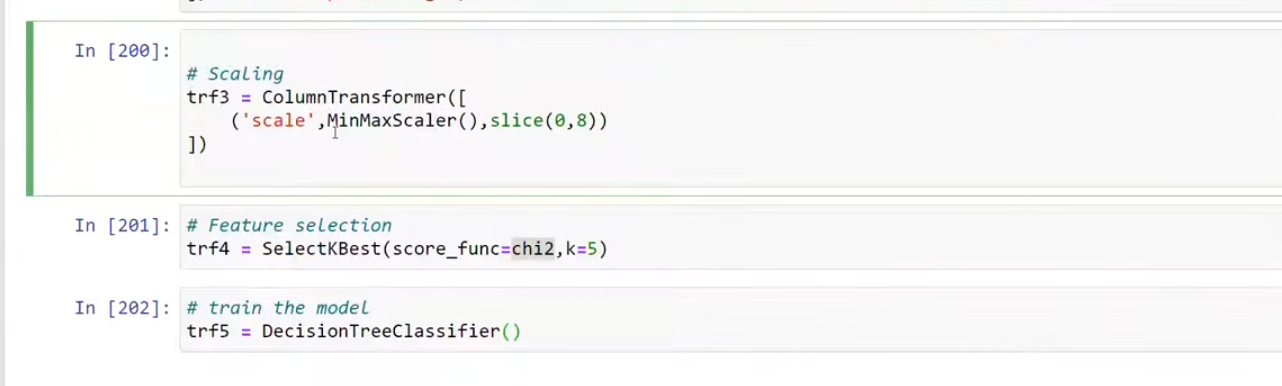 In [200]:
# Scaling
trf3 = ColumnTransformer([
    ('scale',MinMaxScaler(),slice(0,8))
])
In [201]:
# Feature selection
trf4 = SelectKBest(score_func=chi2,k=5)
In [202]:
# train the model
trf5 = DecisionTreeClassifier()